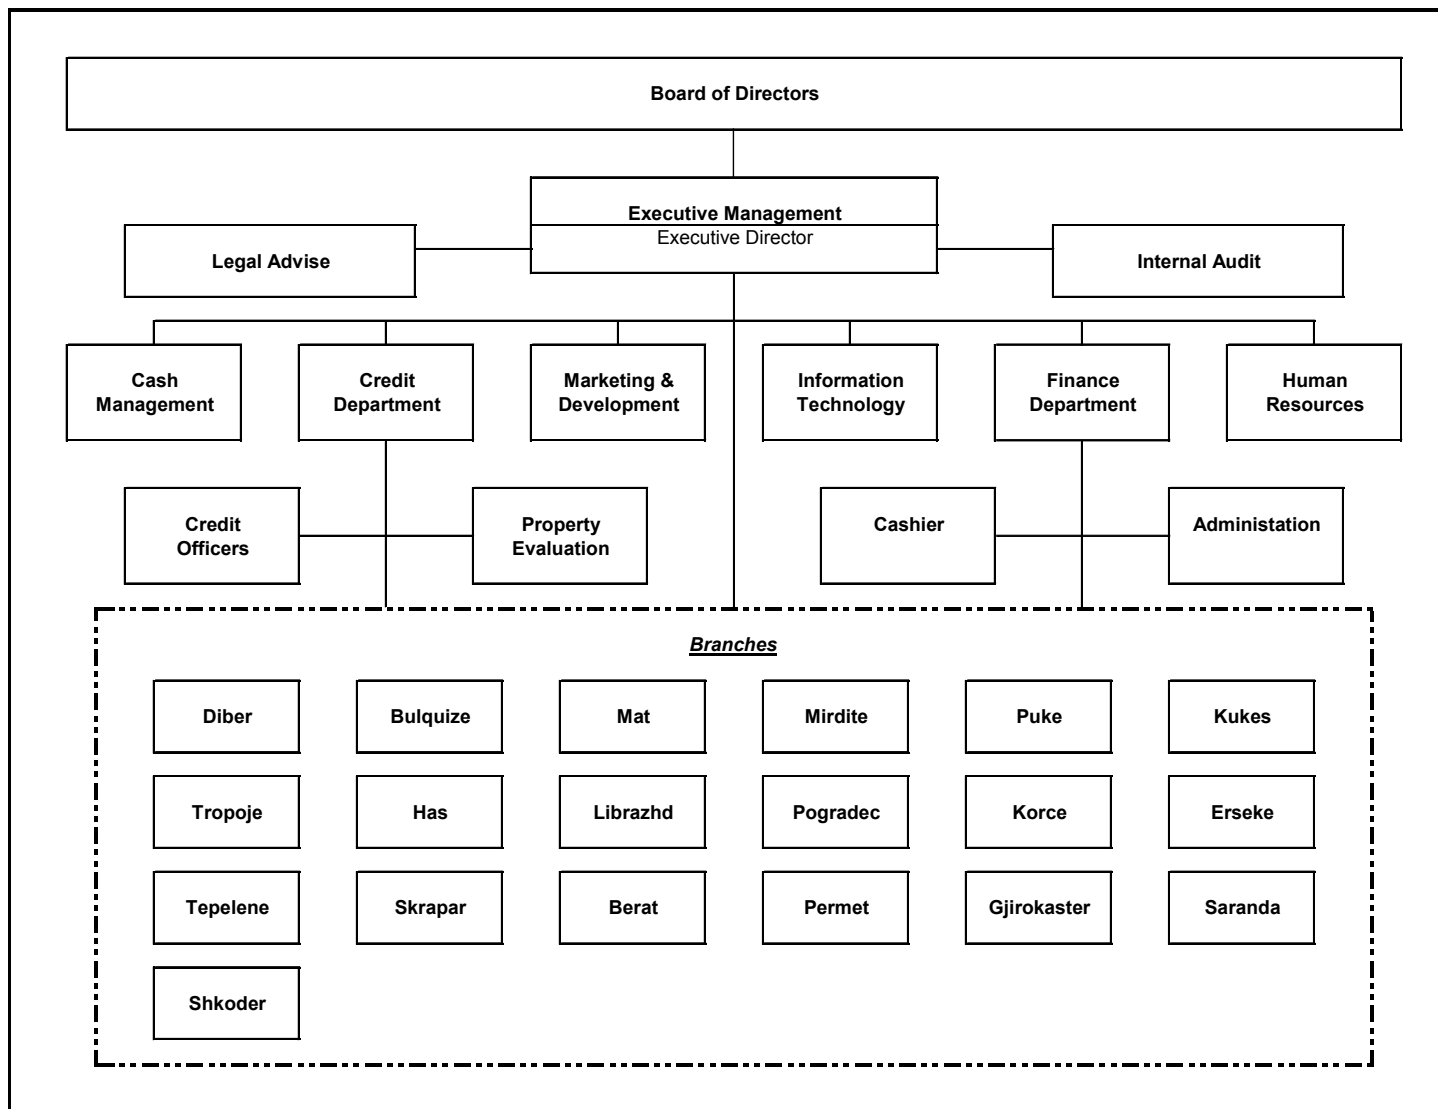 Board of Directors
Executive Management
Executive Director
Legal Advise
Internal Audit
Cash
Management
Credit
Department
Marketing &
Development
Information
Technology
Finance
Department
Human
Resources
Credit
Officers
Property
Evaluation
Cashier
Administation
Branches
Diber
Bulquize
Mat
Mirdite
Puke
Kukes
Tropoje
Has
Librazhd
Pogradec
Korce
Erseke
Tepelene
Skrapar
Berat
Permet
Gjirokaster
Saranda
Shkoder